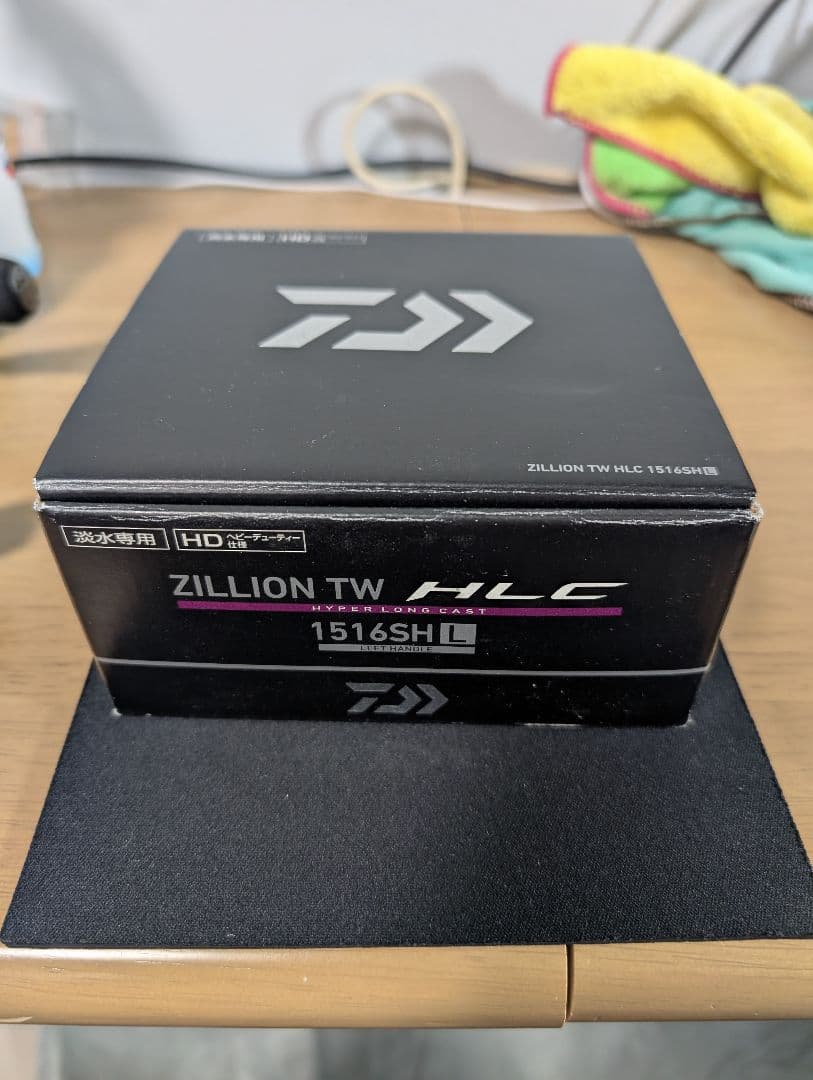 ZILLION TW HLC 1516SH L
淡水専用
HD ヘビーデューティー仕様
ZILLION TW HLC
HYPER LONG CAST
1516SH L
LEFT HANDLE